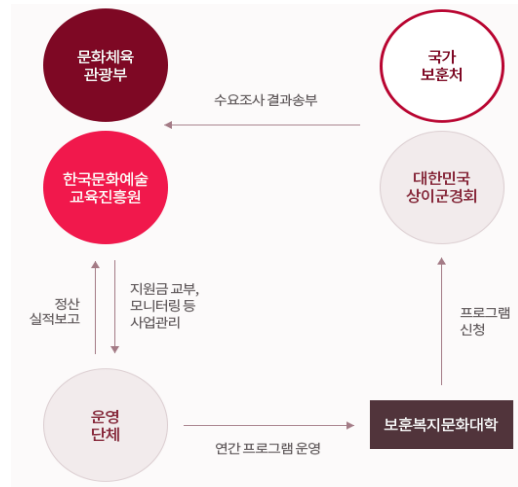 문화체육
관광부
국가
보훈처
수요조사 결과송부
한국문화예술
교육진흥원
대한민국
상이군경회
정산
실적보고
지원금 교부,
모니터링 등
사업관리
프로그램
신청
운영
단체
연간 프로그램 운영
보훈복지문화대학